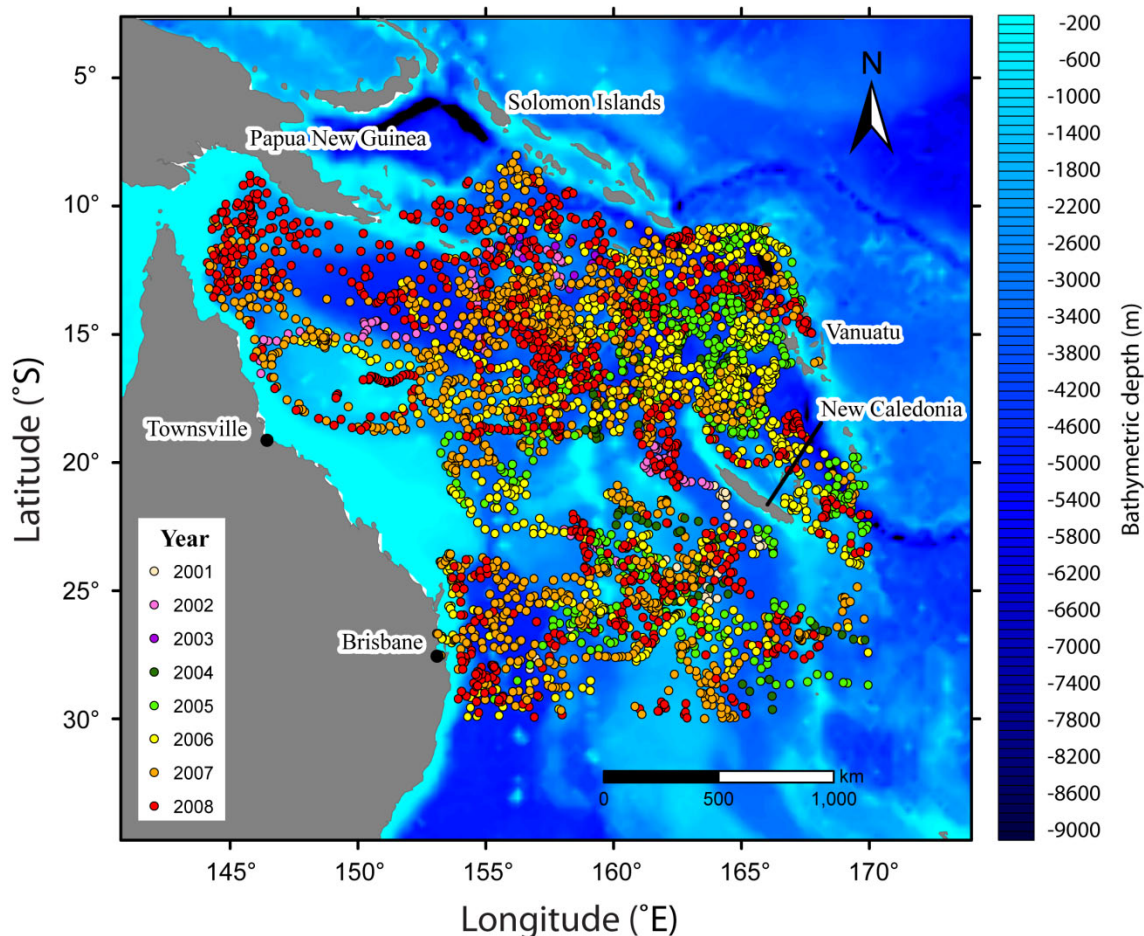 N
Solomon Islands
Papua New Guinea
Vanuatu
New Caledonia
Townsville
Brisbane
Year
2001
2002
2003
2004
2005
2006
2007
2008
km
0 500 1,000
5°
10°
15°
20°
25°
30°
Latitude (˚S)
145° 150° 155° 160° 165° 170°
Longitude (˚E)
-200
-600
-1000
-1400
-1800
-2200
-2600
-3000
-3400
-3800
-4200
-4600
-5000
-5400
-5800
-6200
-6600
-7000
-7400
-7800
-8200
-8600
-9000
Bathymetric depth (m)